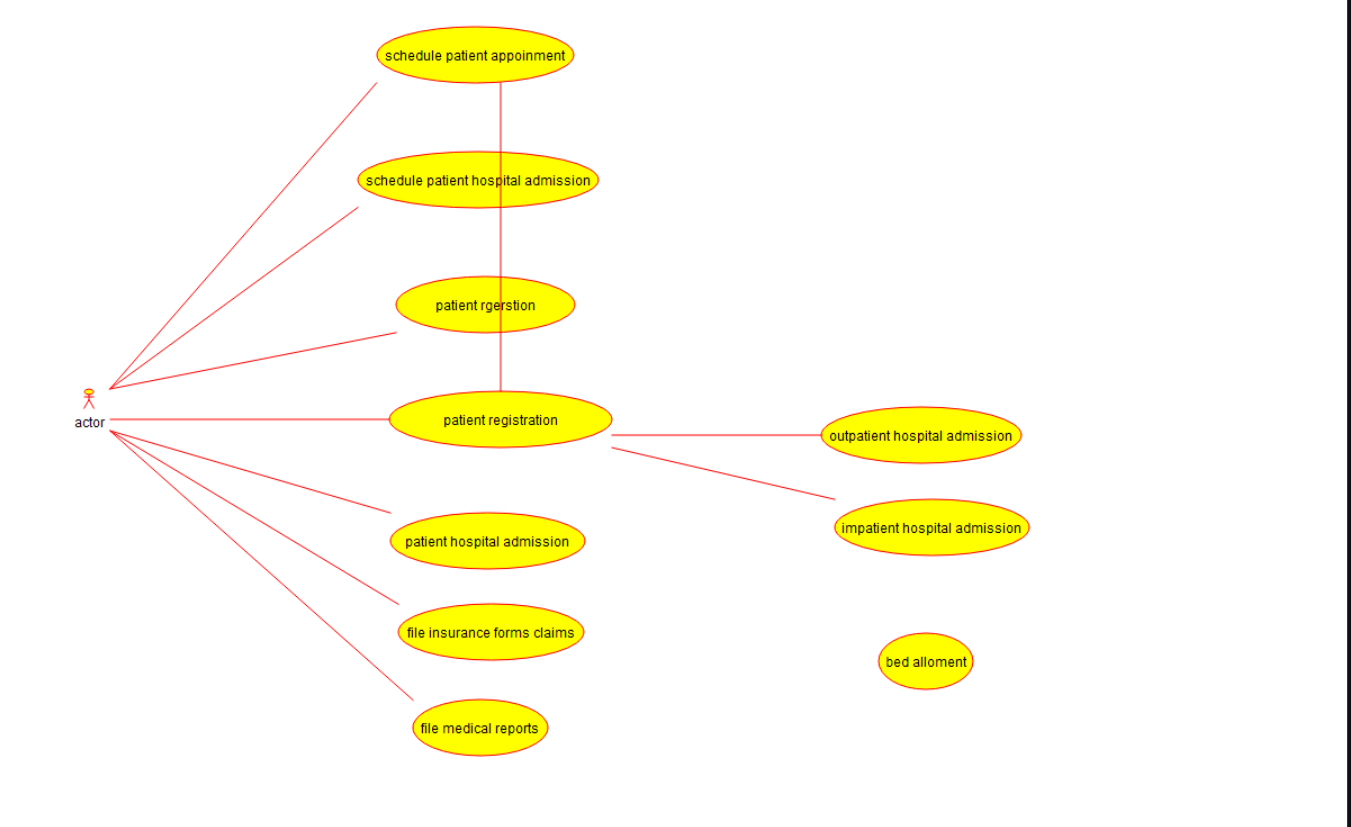 schedule patient appoinment
schedule patient hospital admission
patient rgerstion
actor
patient registration
outpatient hospital admission
impatient hospital admission
patient hospital admission
file insurance forms claims
bed alloment
file medical reports